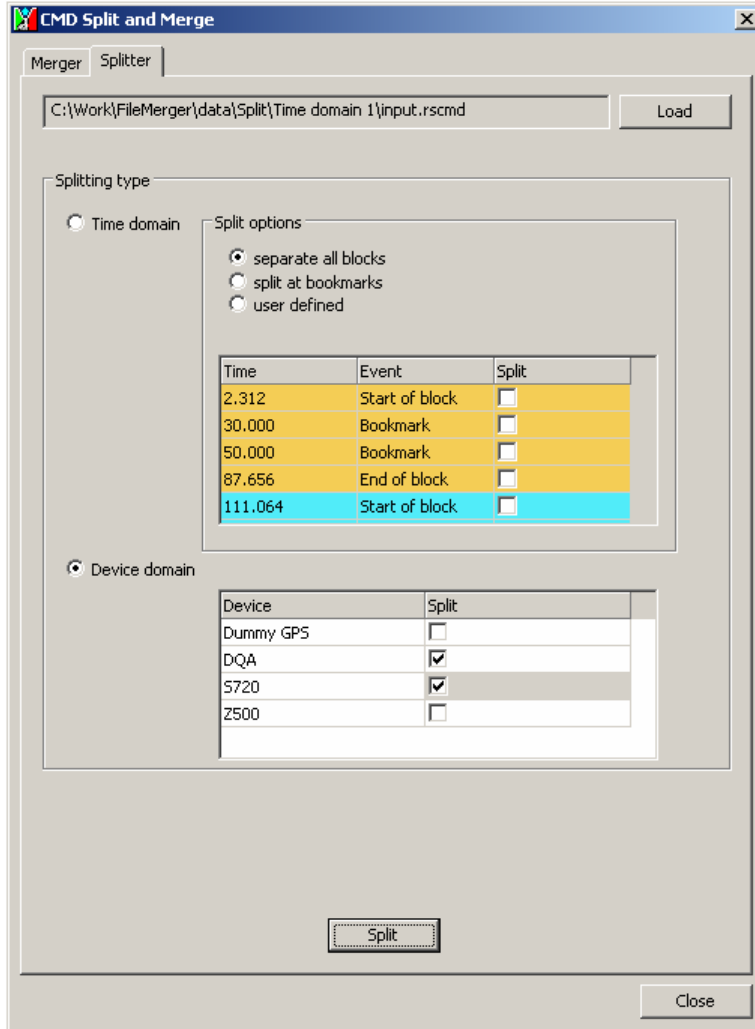 CMD Split and Merge
Merger Splitter
C:\Work\FileMerger\data\Split\Time domain 1\input.rscmd Load
Splitting type
Time domain Split options
separate all blocks
split at bookmarks
user defined
Time Event Split
2.312 Start of block
30.000 Bookmark
50.000 Bookmark
87.656 End of block
111.064 Start of block
Device domain
Device Split
Dummy GPS
DQA
S720
Z500
Split
Close